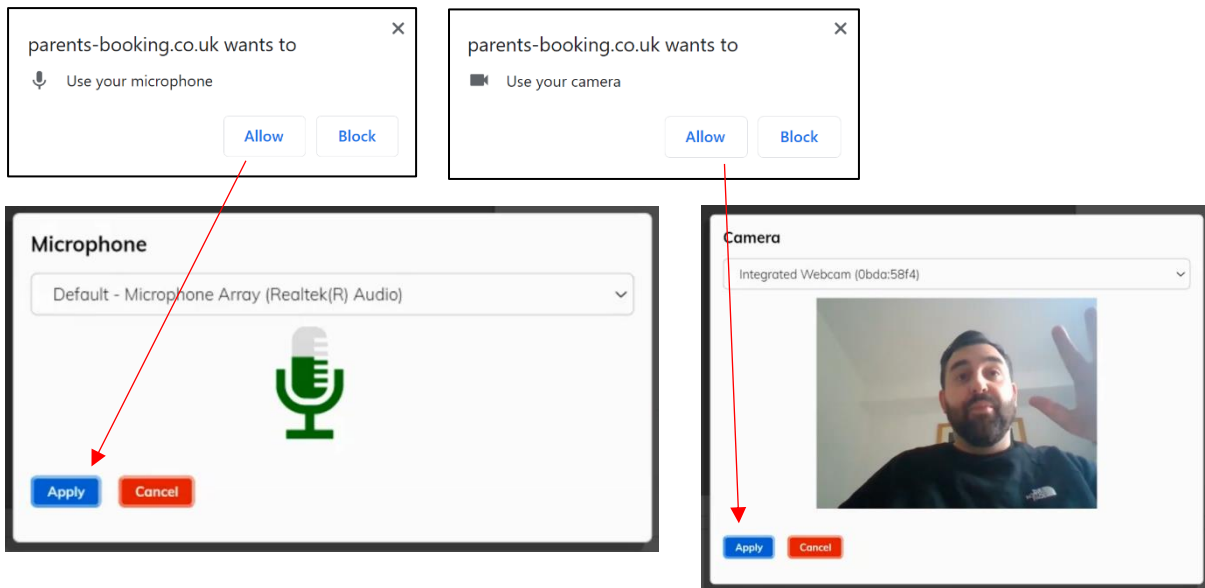 parents-booking.co.uk wants to
Use your microphone
Allow
Block
parents-booking.co.uk wants to
Use your camera
Allow
Block
Microphone
Default - Microphone Array (Realtek(R) Audio)
Apply
Cancel
Camera
Integrated Webcam (0bda:58f4)
Apply
Cancel